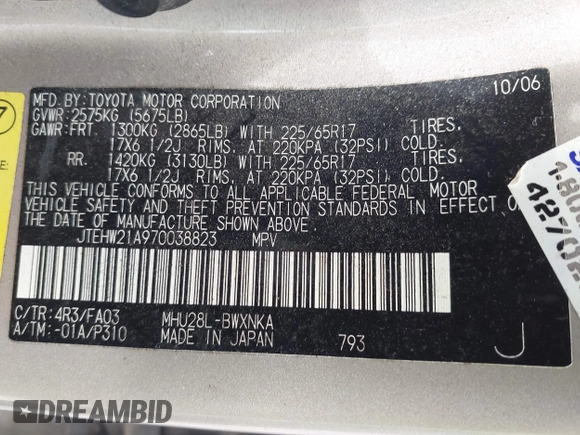 10/06
MFD. BY: TOYOTA MOTOR CORPORATION
GVWR: 2575KG (5675LB)
GAWR: FRT. 1300KG (2865LB) WITH 225/65R17 TIRES.
17X6 1/2J RIMS. AT 220KPA (32PSI) COLD.
RR. 1420KG (3130LB) WITH 225/65R17 TIRES.
17X6 1/2J RIMS. AT 220KPA (32PSI) COLD.
THIS VEHICLE CONFORMS TO ALL APPLICABLE FEDERAL MOTOR
VEHICLE SAFETY AND THEFT PREVENTION STANDARDS IN EFFECT ON
THE DATE OF MANUFACTURE SHOWN ABOVE.
JTEHW21A970038823 MPV
C/TR: 4R3/FA03 MHU28L-BWXNKA
A/TM: -01A/P310 MADE IN JAPAN 793 J
DREAMBID